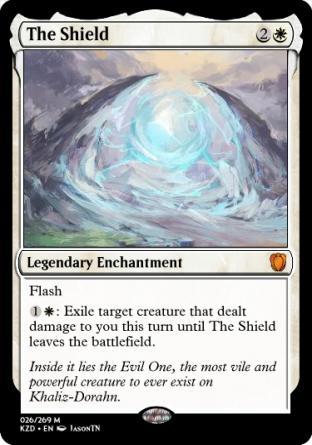 The Shield 2
Legendary Enchantment
Flash
1 : Exile target creature that dealt
damage to you this turn until The Shield
leaves the battlefield.
Inside it lies the Evil One, the most vile and
powerful creature to ever exist on
Khaliz-Dorahn.
026/269 M
KZD • EN JASONTN